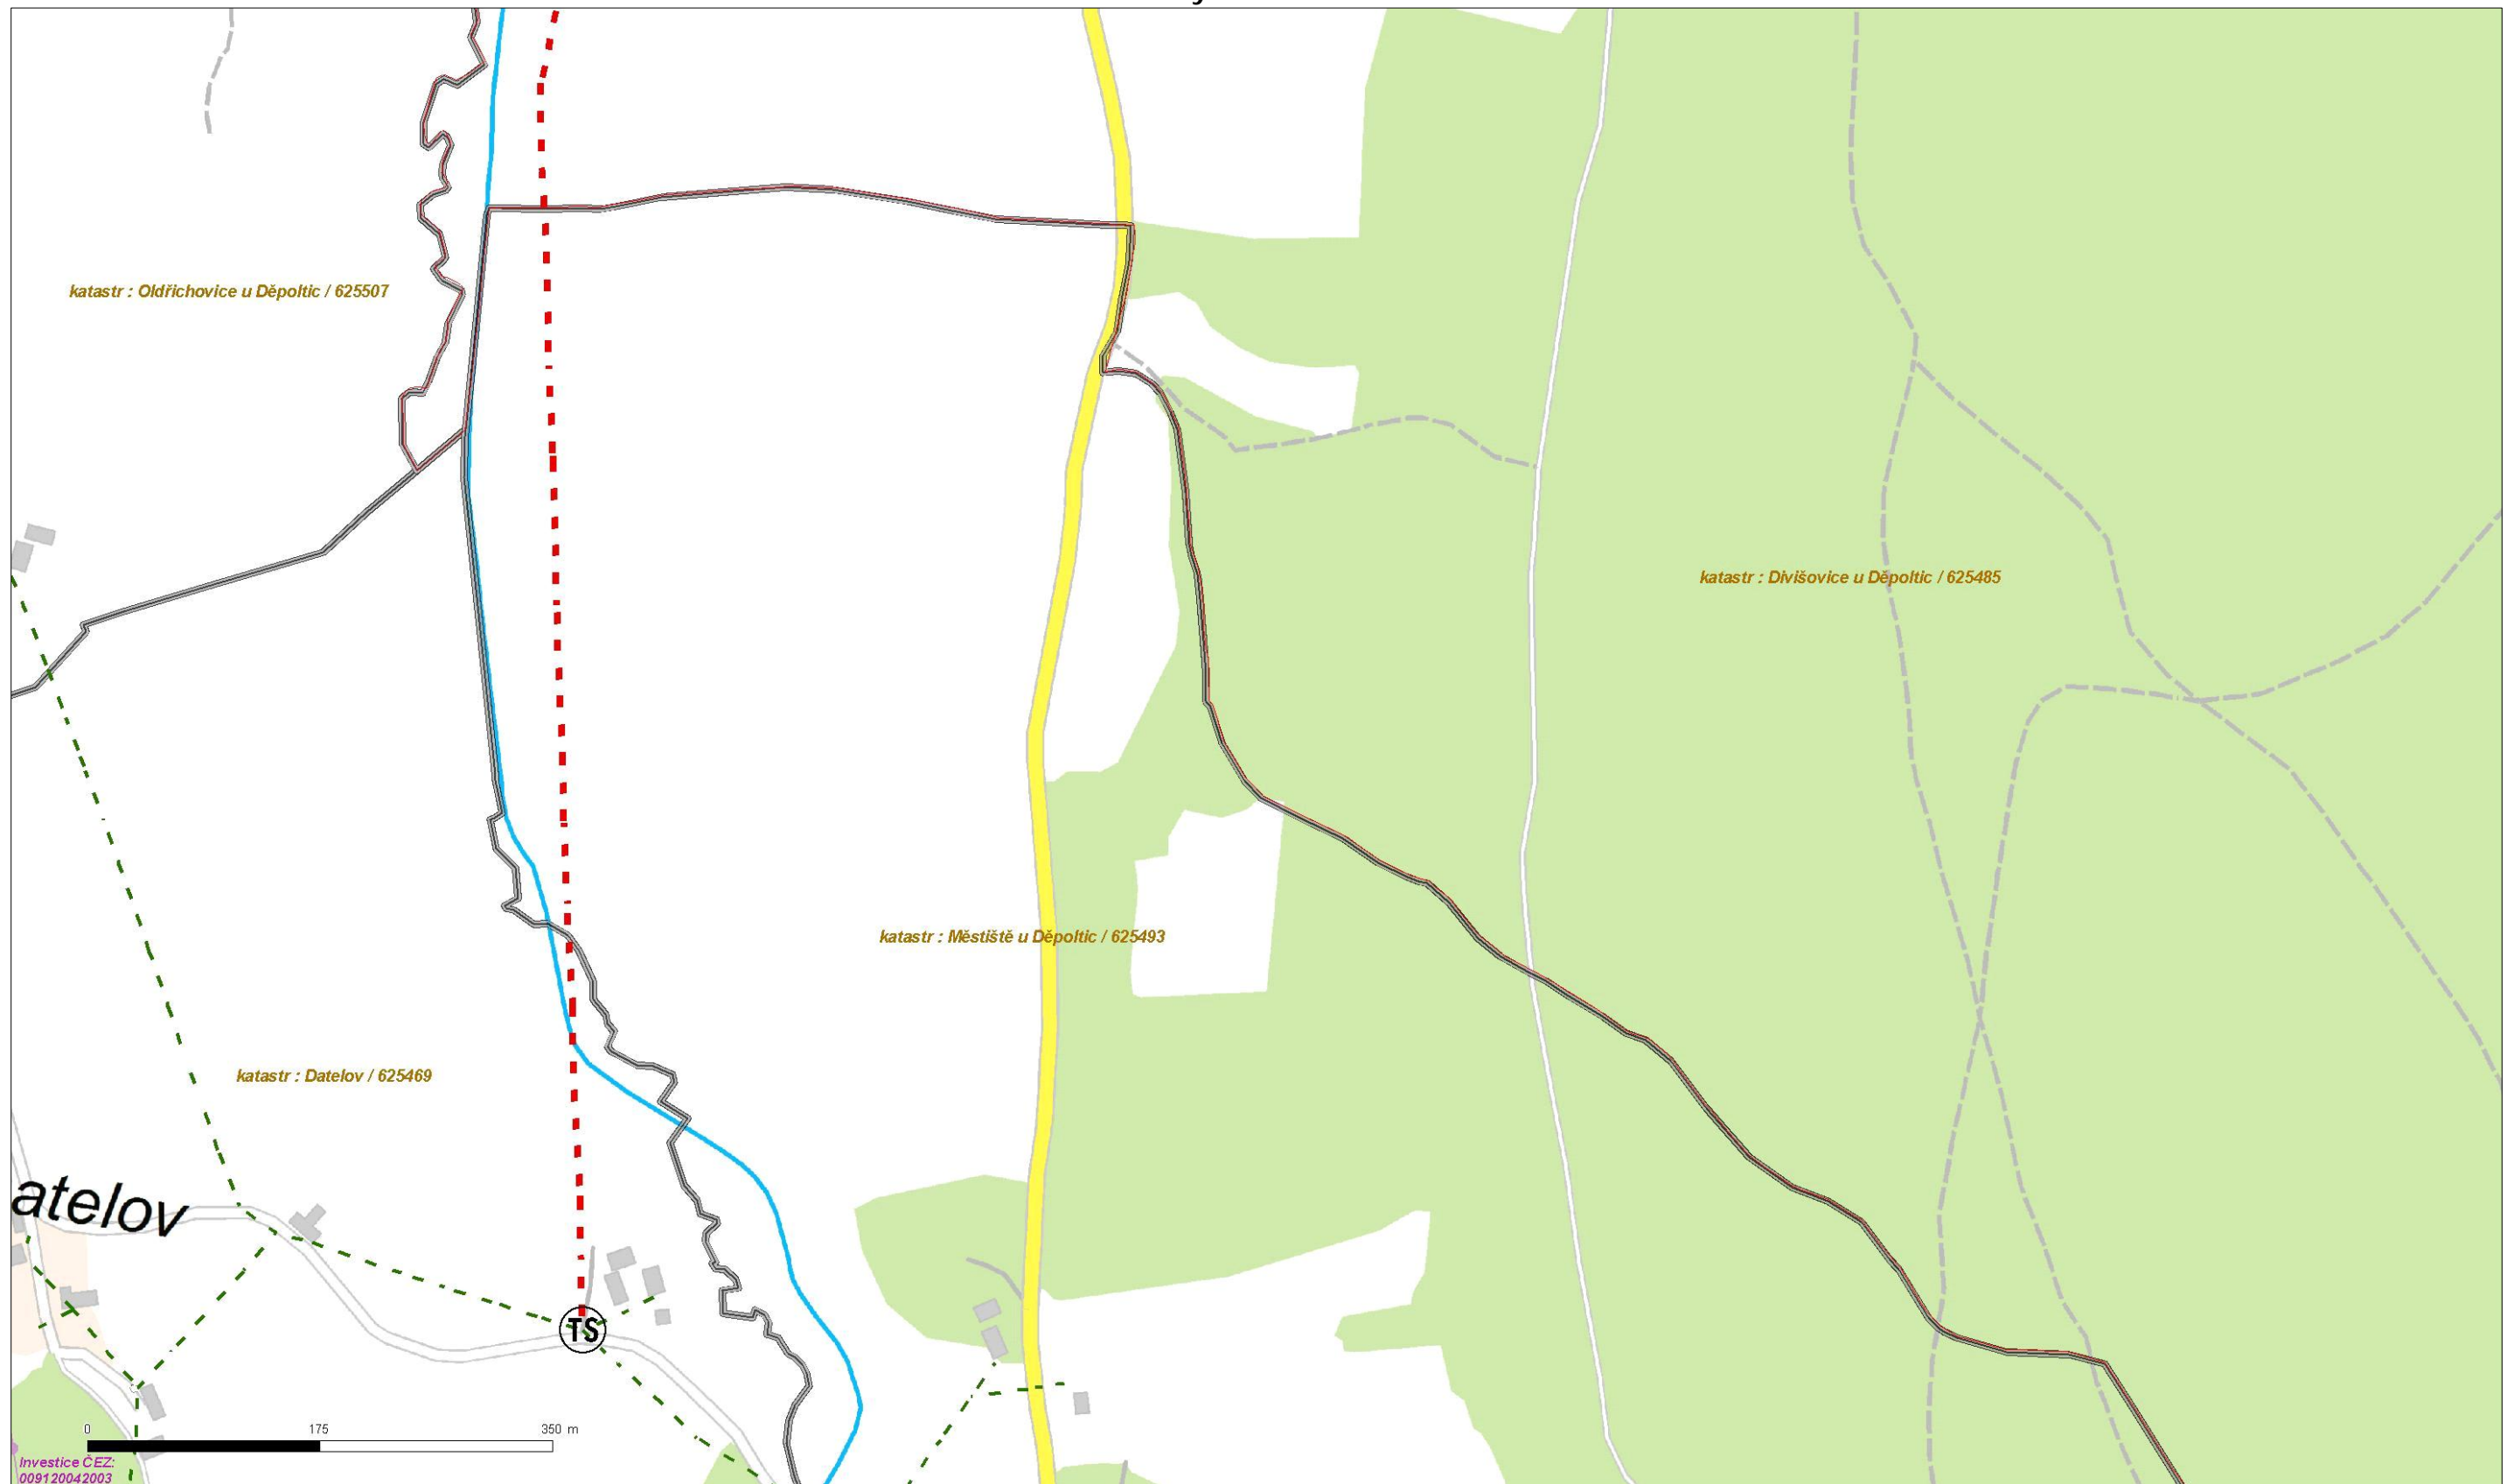 katastr : Oldřichovice u Děpoltic / 625507
katastr : Divišovice u Děpoltic / 625485
katastr : Městiště u Děpoltic / 625493
katastr : Datelov / 625469
atelov
TS
0 175 350 m
Investice ČEZ:
009120042003